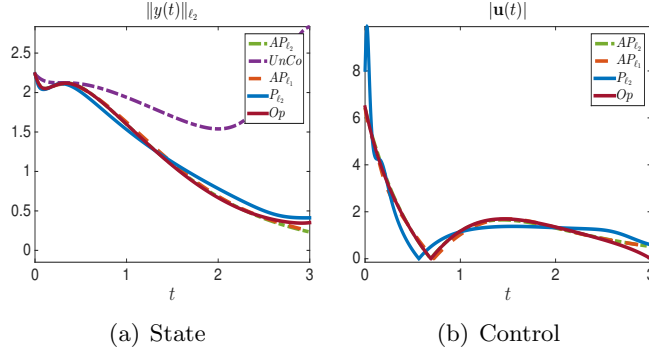 ‖y(t)‖ℓ₂
2.5
2
1.5
1
0.5
0
0 1 2 3
t
APℓ₂
UnCo
APℓ₁
Pℓ₂
Op
(a) State
|u(t)|
8
6
4
2
0
0 1 2 3
t
APℓ₂
APℓ₁
Pℓ₂
Op
(b) Control